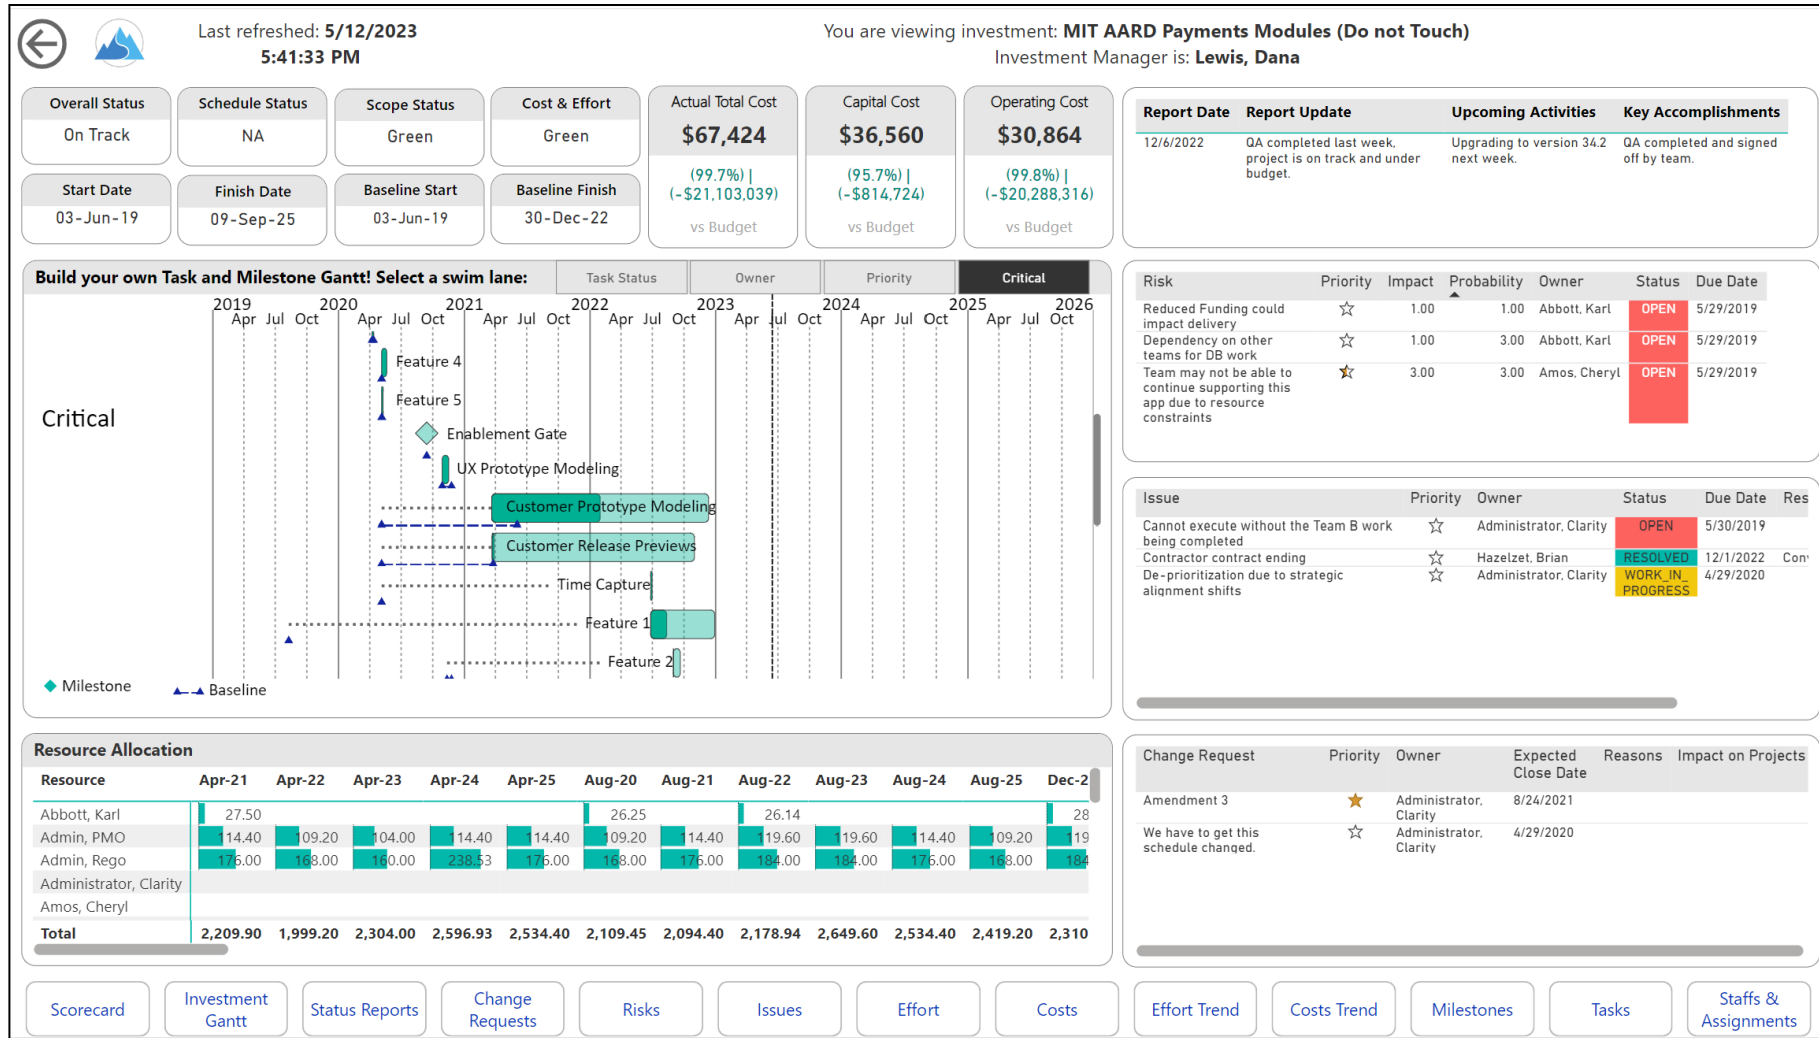 Last refreshed: 5/12/2023
5:41:33 PM
You are viewing investment: MIT AARD Payments Modules (Do not Touch)
Investment Manager is: Lewis, Dana
Overall Status
On Track
Schedule Status
NA
Scope Status
Green
Cost & Effort
Green
Start Date
03-Jun-19
Finish Date
09-Sep-25
Baseline Start
03-Jun-19
Baseline Finish
30-Dec-22
Actual Total Cost
$67,424
(99.7%) |
(-$21,103,039)
vs Budget
Capital Cost
$36,560
(95.7%) |
(-$814,724)
vs Budget
Operating Cost
$30,864
(99.8%) |
(-$20,288,316)
vs Budget
Report Date Report Update Upcoming Activities Key Accomplishments
12/6/2022 QA completed last week, Upgrading to version 34.2 QA completed and signed
project is on track and under next week. off by team.
budget.
Build your own Task and Milestone Gantt! Select a swim lane: Task Status Owner Priority Critical
2019 2020 2021 2022 2023 2024 2025 2026
Apr Jul Oct Apr Jul Oct Apr Jul Oct Apr Jul Oct Apr Jul Oct Apr Jul Oct Apr Jul Oct
Critical
Feature 4
Feature 5
Enablement Gate
UX Prototype Modeling
Customer Prototype Modeling
Customer Release Previews
Time Capture
Feature 1
Feature 2
Milestone Baseline
Risk Priority Impact Probability Owner Status Due Date
Reduced Funding could 1.00 1.00 Abbott, Karl OPEN 5/29/2019
impact delivery
Dependency on other 1.00 3.00 Abbott, Karl OPEN 5/29/2019
teams for DB work
Team may not be able to 3.00 3.00 Amos, Cheryl OPEN 5/29/2019
continue supporting this
app due to resource
constraints
Issue Priority Owner Status Due Date Res
Cannot execute without the Team B work Administrator, Clarity OPEN 5/30/2019
being completed
Contractor contract ending Hazelzet, Brian RESOLVED 12/1/2022 Con
De-prioritization due to strategic Administrator, Clarity WORK_IN_ 4/29/2020
alignment shifts PROGRESS
Resource Allocation
Resource Apr-21 Apr-22 Apr-23 Apr-24 Apr-25 Aug-20 Aug-21 Aug-22 Aug-23 Aug-24 Aug-25 Dec-2
Abbott, Karl 27.50 26.25 26.14 28
Admin, PMO 114.40 109.20 104.00 114.40 114.40 109.20 114.40 119.60 119.60 114.40 109.20 119
Admin, Rego 176.00 168.00 160.00 238.53 176.00 168.00 176.00 184.00 184.00 176.00 168.00 184
Administrator, Clarity
Amos, Cheryl
Total 2,209.90 1,999.20 2,304.00 2,596.93 2,534.40 2,109.45 2,094.40 2,178.94 2,649.60 2,534.40 2,419.20 2,310
Change Request Priority Owner Expected Reasons Impact on Projects
Close Date
Amendment 3 Administrator, 8/24/2021
Clarity
We have to get this Administrator, 4/29/2020
schedule changed. Clarity
Scorecard
Investment
Gantt
Status Reports
Change
Requests
Risks
Issues
Effort
Costs
Effort Trend
Costs Trend
Milestones
Tasks
Staffs &
Assignments